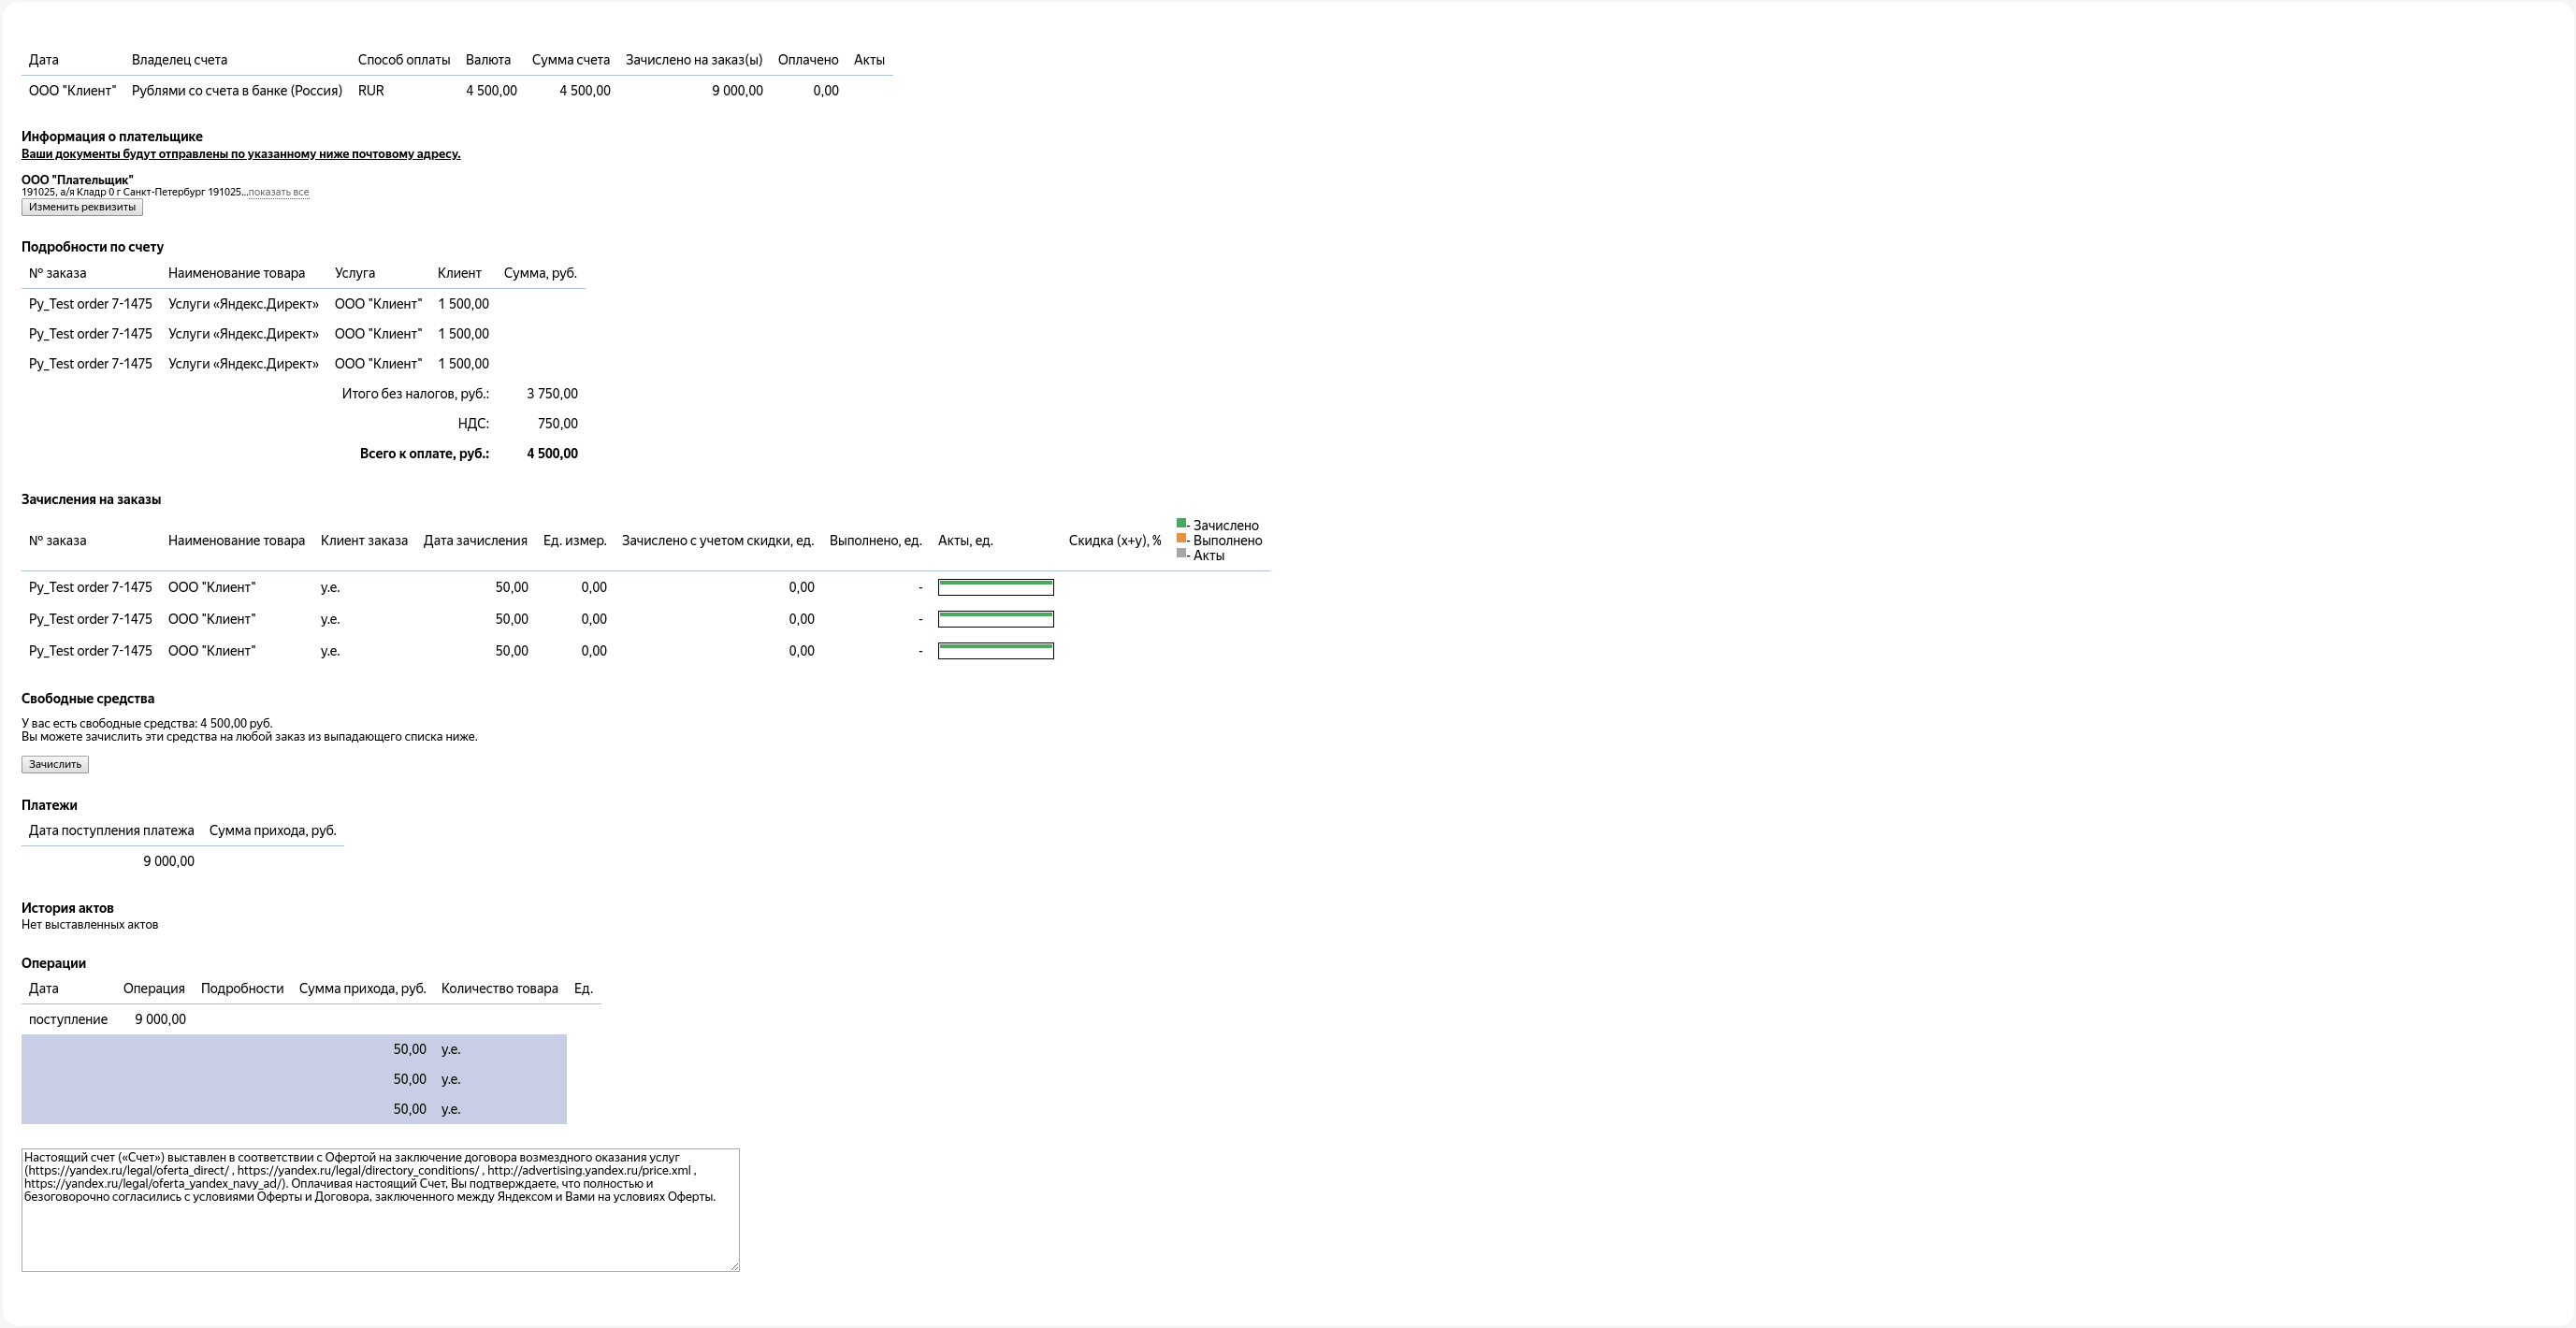 Дата Владелец счета Способ оплаты Валюта Сумма счета Зачислено на заказ(ы) Оплачено Акты
ООО "Клиент" Рублями со счета в банке (Россия) RUR 4 500,00 4 500,00 9 000,00 0,00
Информация о плательщике
Ваши документы будут отправлены по указанному ниже почтовому адресу.
ООО "Плательщик"
191025, а/я Кладр 0 г Санкт-Петербург 191025...показать все
Изменить реквизиты
Подробности по счету
№ заказа Наименование товара Услуга Клиент Сумма, руб.
Py_Test order 7-1475 Услуги «Яндекс.Директ» ООО "Клиент" 1 500,00
Py_Test order 7-1475 Услуги «Яндекс.Директ» ООО "Клиент" 1 500,00
Py_Test order 7-1475 Услуги «Яндекс.Директ» ООО "Клиент" 1 500,00
Итого без налогов, руб.: 3 750,00
НДС: 750,00
Всего к оплате, руб.: 4 500,00
Зачисления на заказы
№ заказа Наименование товара Клиент заказа Дата зачисления Ед. измер. Зачислено с учетом скидки, ед. Выполнено, ед. Акты, ед. Скидка (x+y), %
- Зачислено
- Выполнено
- Акты
Py_Test order 7-1475 ООО "Клиент" у.е. 50,00 0,00 0,00 -
Py_Test order 7-1475 ООО "Клиент" у.е. 50,00 0,00 0,00 -
Py_Test order 7-1475 ООО "Клиент" у.е. 50,00 0,00 0,00 -
Свободные средства
У вас есть свободные средства: 4 500,00 руб.
Вы можете зачислить эти средства на любой заказ из выпадающего списка ниже.
Зачислить
Платежи
Дата поступления платежа Сумма прихода, руб.
9 000,00
История актов
Нет выставленных актов
Операции
Дата Операция Подробности Сумма прихода, руб. Количество товара Ед.
поступление 9 000,00
50,00 у.е.
50,00 у.е.
50,00 у.е.
Настоящий счет («Счет») выставлен в соответствии с Офертой на заключение договора возмездного оказания услуг
(https://yandex.ru/legal/oferta_direct/ , https://yandex.ru/legal/directory_conditions/ , http://advertising.yandex.ru/price.xml ,
https://yandex.ru/legal/oferta_yandex_navy_ad/). Оплачивая настоящий Счет, Вы подтверждаете, что полностью и
безоговорочно согласились с условиями Оферты и Договора, заключенного между Яндексом и Вами на условиях Оферты.